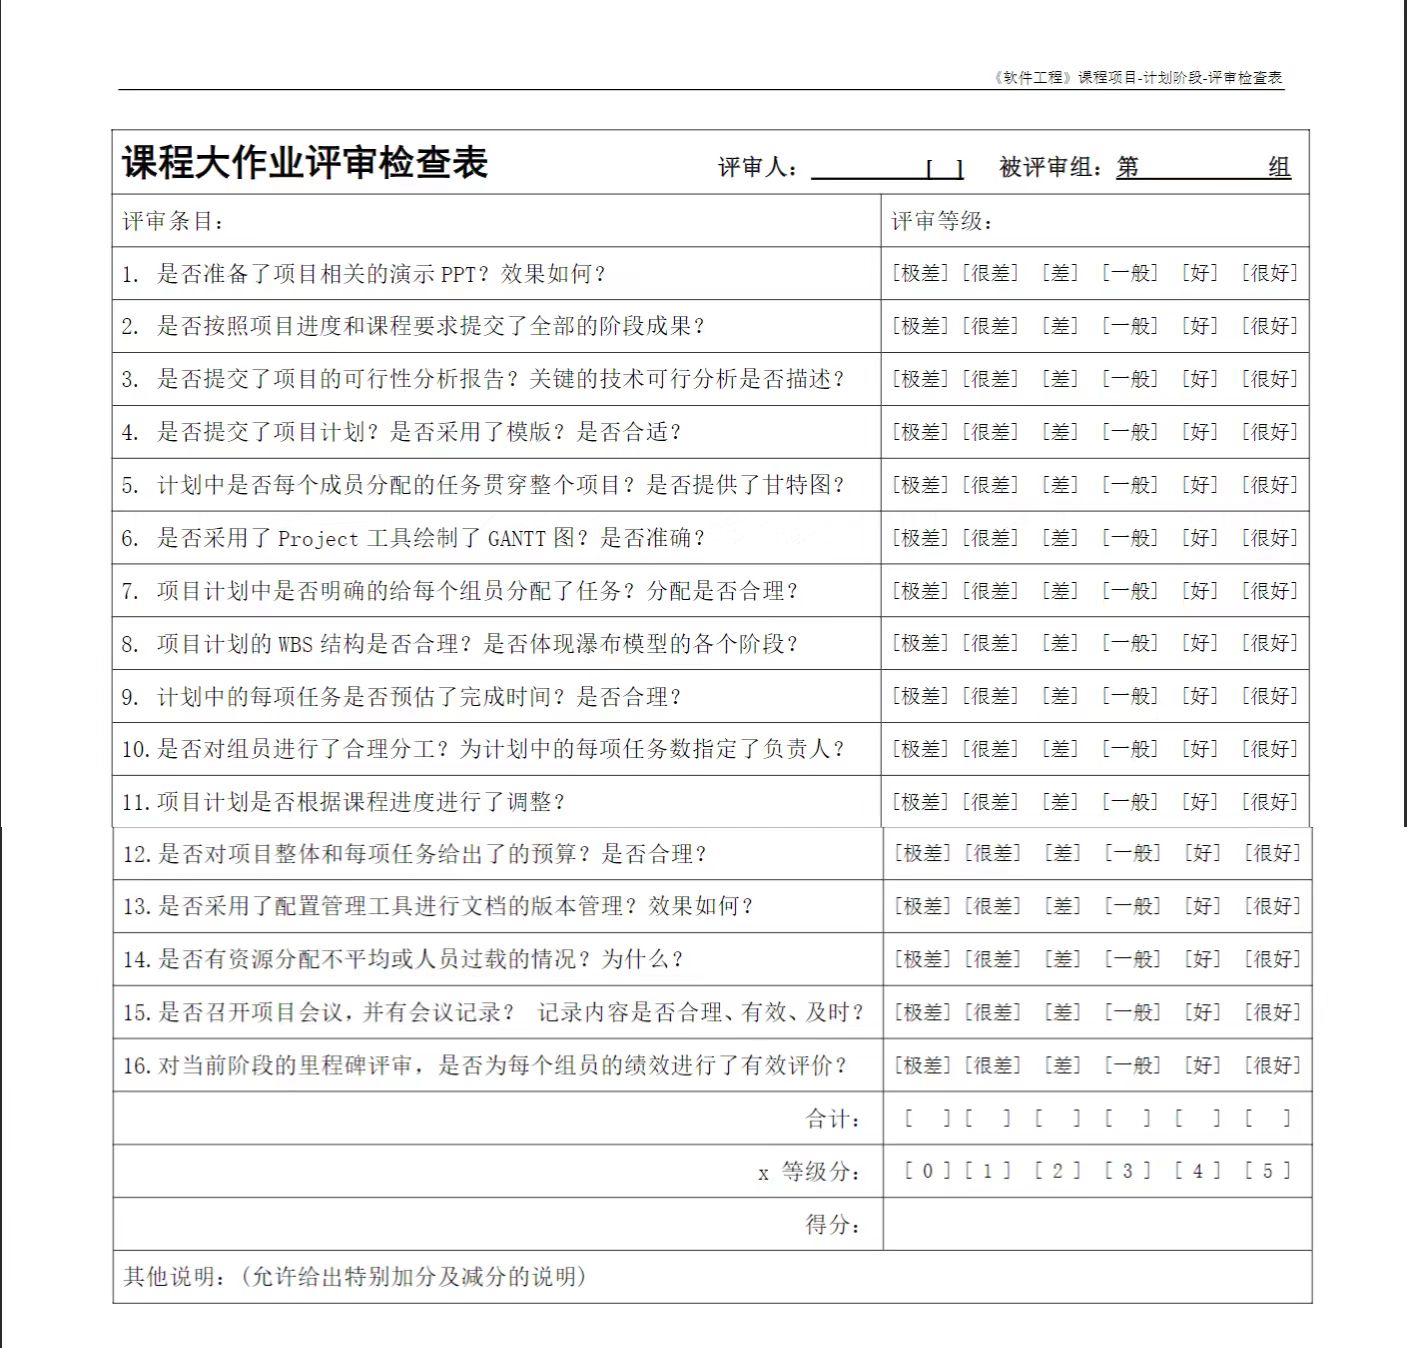 《软件工程》课程项目-计划阶段-评审检查表
课程大作业评审检查表 评审人：[ ] 被评审组：第 组
评审条目： 评审等级：
1. 是否准备了项目相关的演示 PPT？效果如何？ [极差] [很差] [差] [一般] [好] [很好]
2. 是否按照项目进度和课程要求提交了全部的阶段成果？ [极差] [很差] [差] [一般] [好] [很好]
3. 是否提交了项目的可行性分析报告？关键的技术可行分析是否描述？ [极差] [很差] [差] [一般] [好] [很好]
4. 是否提交了项目计划？是否采用了模版？是否合适？ [极差] [很差] [差] [一般] [好] [很好]
5. 计划中是否每个成员分配的任务贯穿整个项目？是否提供了甘特图？ [极差] [很差] [差] [一般] [好] [很好]
6. 是否采用了 Project 工具绘制了 GANTT 图？是否准确？ [极差] [很差] [差] [一般] [好] [很好]
7. 项目计划中是否明确的给每个组员分配了任务？分配是否合理？ [极差] [很差] [差] [一般] [好] [很好]
8. 项目计划的 WBS 结构是否合理？是否体现瀑布模型的各个阶段？ [极差] [很差] [差] [一般] [好] [很好]
9. 计划中的每项任务是否预估了完成时间？是否合理？ [极差] [很差] [差] [一般] [好] [很好]
10.是否对组员进行了合理分工？为计划中的每项任务数指定了负责人？ [极差] [很差] [差] [一般] [好] [很好]
11.项目计划是否根据课程进度进行了调整？ [极差] [很差] [差] [一般] [好] [很好]
12.是否对项目整体和每项任务给出了的预算？是否合理？ [极差] [很差] [差] [一般] [好] [很好]
13.是否采用了配置管理工具进行文档的版本管理？效果如何？ [极差] [很差] [差] [一般] [好] [很好]
14.是否有资源分配不平均或人员过载的情况？为什么？ [极差] [很差] [差] [一般] [好] [很好]
15.是否召开项目会议，并有会议记录？ 记录内容是否合理、有效、及时？ [极差] [很差] [差] [一般] [好] [很好]
16.对当前阶段的里程碑评审，是否为每个组员的绩效进行了有效评价？ [极差] [很差] [差] [一般] [好] [很好]
合计： [ ] [ ] [ ] [ ] [ ] [ ]
x 等级分： [ 0 ] [ 1 ] [ 2 ] [ 3 ] [ 4 ] [ 5 ]
得分：
其他说明：(允许给出特别加分及减分的说明)